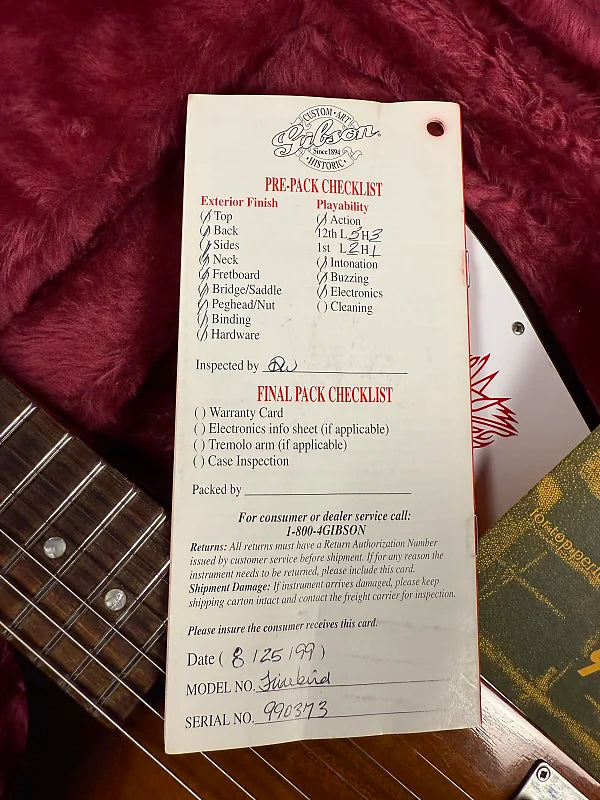 CUSTOM • ART
Gibson
Since 1894
• HISTORIC •
PRE-PACK CHECKLIST
Exterior Finish
(/) Top
(/) Back
(/) Sides
(/) Neck
(/) Fretboard
(/) Bridge/Saddle
(/) Peghead/Nut
(/) Binding
(/) Hardware
Playability
(/) Action
12th L 3 H 3
1st L 2 H 1
(/) Intonation
(/) Buzzing
(/) Electronics
( ) Cleaning
Inspected by
FINAL PACK CHECKLIST
( ) Warranty Card
( ) Electronics info sheet (if applicable)
( ) Tremolo arm (if applicable)
( ) Case Inspection
Packed by
For consumer or dealer service call:
1-800-4GIBSON
Returns: All returns must have a Return Authorization Number
issued by customer service before shipment. If for any reason the
instrument needs to be returned, please include this card.
Shipment Damage: If instrument arrives damaged, please keep
shipping carton intact and contact the freight carrier for inspection.
Please insure the consumer receives this card.
Date ( 8 / 25 / 99 )
MODEL NO. Firebird
SERIAL NO. 990373